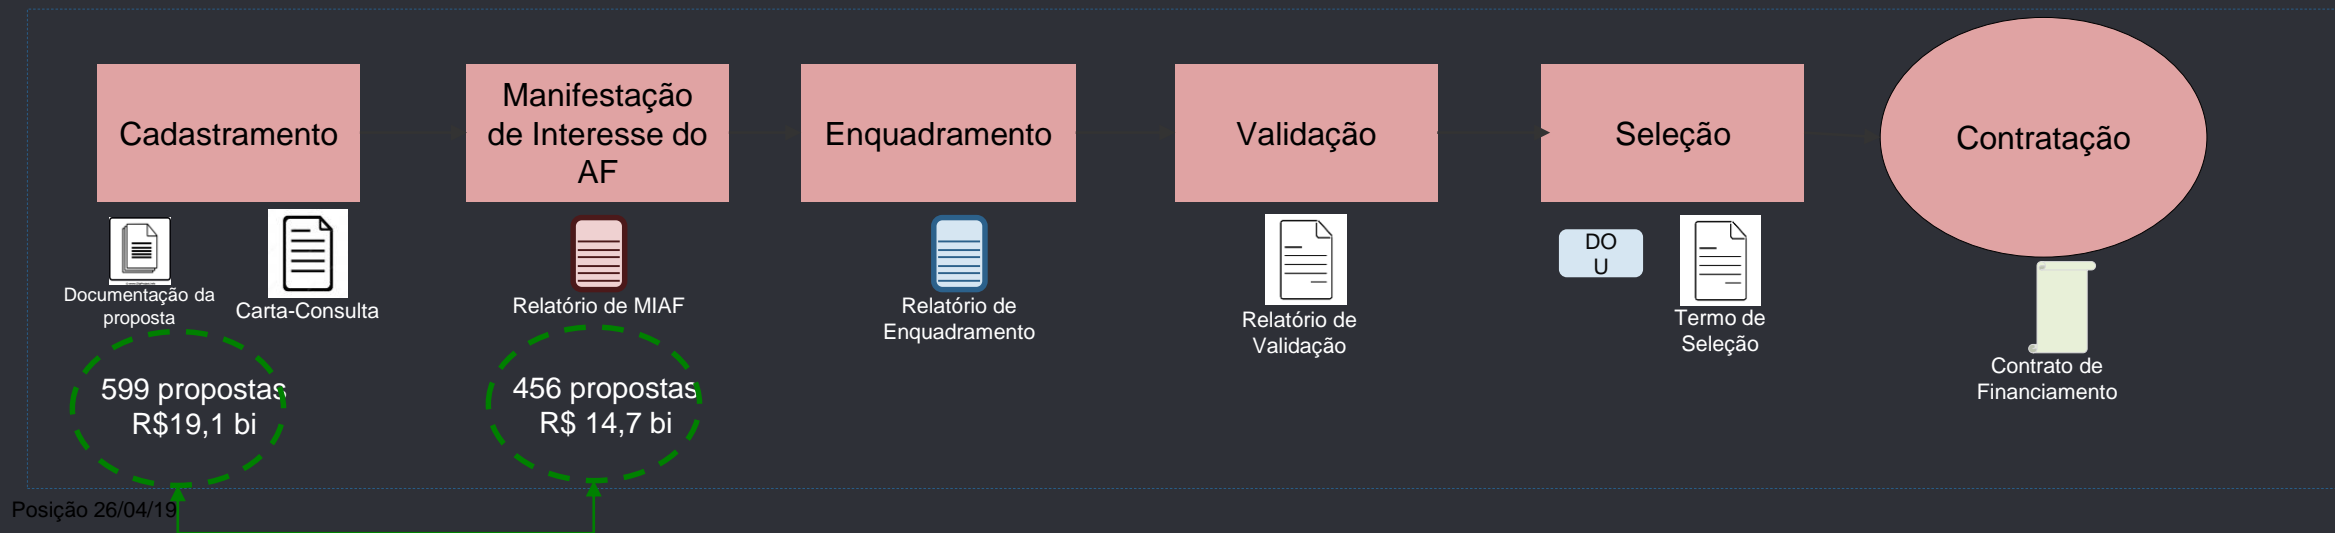 Cadastramento
Manifestação
de Interesse do
AF
Enquadramento
Validação
Seleção
Contratação
Documentação da
proposta
Carta-Consulta
Relatório de MIAF
Relatório de
Enquadramento
Relatório de
Validação
DO
U
Termo de
Seleção
Contrato de
Financiamento
599 propostas
R$19,1 bi
456 propostas
R$ 14,7 bi
Posição 26/04/19